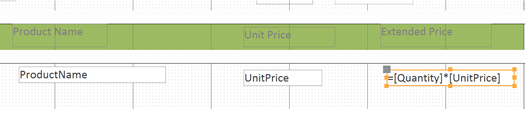 Product Name
Unit Price
Extended Price
ProductName
UnitPrice
=[Quantity]*[UnitPrice]